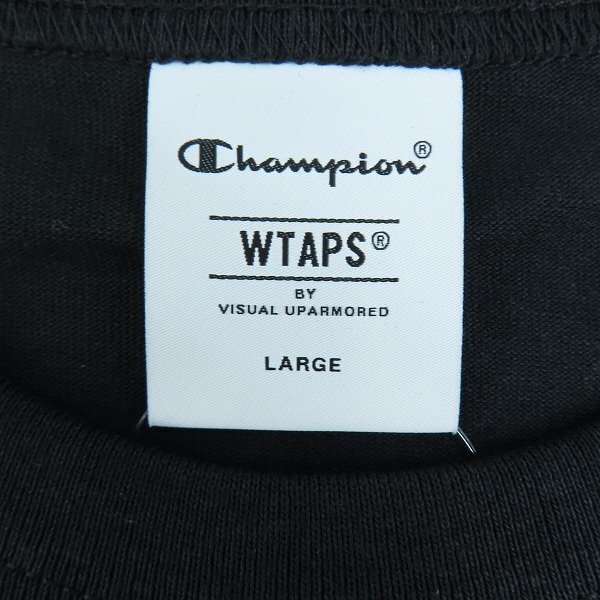 Champion®
WTAPS®
BY
VISUAL UPARMORED
LARGE